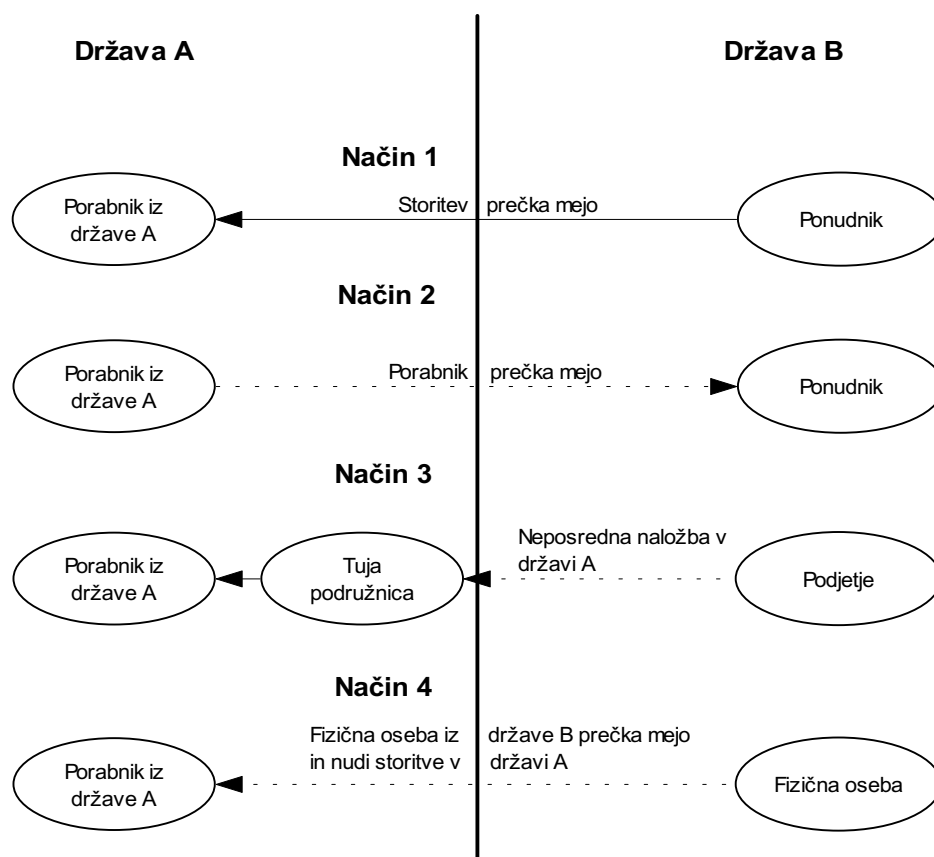 Država A
Država B
Način 1
Porabnik iz
države A
Storitev prečka mejo
Ponudnik
Način 2
Porabnik iz
države A
Porabnik prečka mejo
Ponudnik
Način 3
Porabnik iz
države A
Tuja
podružnica
Neposredna naložba v
državi A
Podjetje
Način 4
Porabnik iz
države A
Fizična oseba iz države B prečka mejo
in nudi storitve v državi A
Fizična oseba